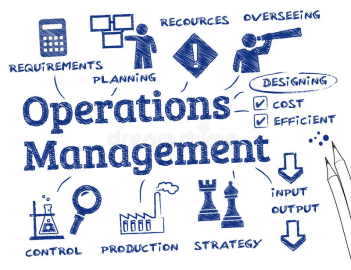 RECOURCES OVERSEEING
REQUIREMENTS
PLANNING
DESIGNING
Operations
COST
EFFICIENT
Management
INPUT
OUTPUT
CONTROL PRODUCTION STRATEGY